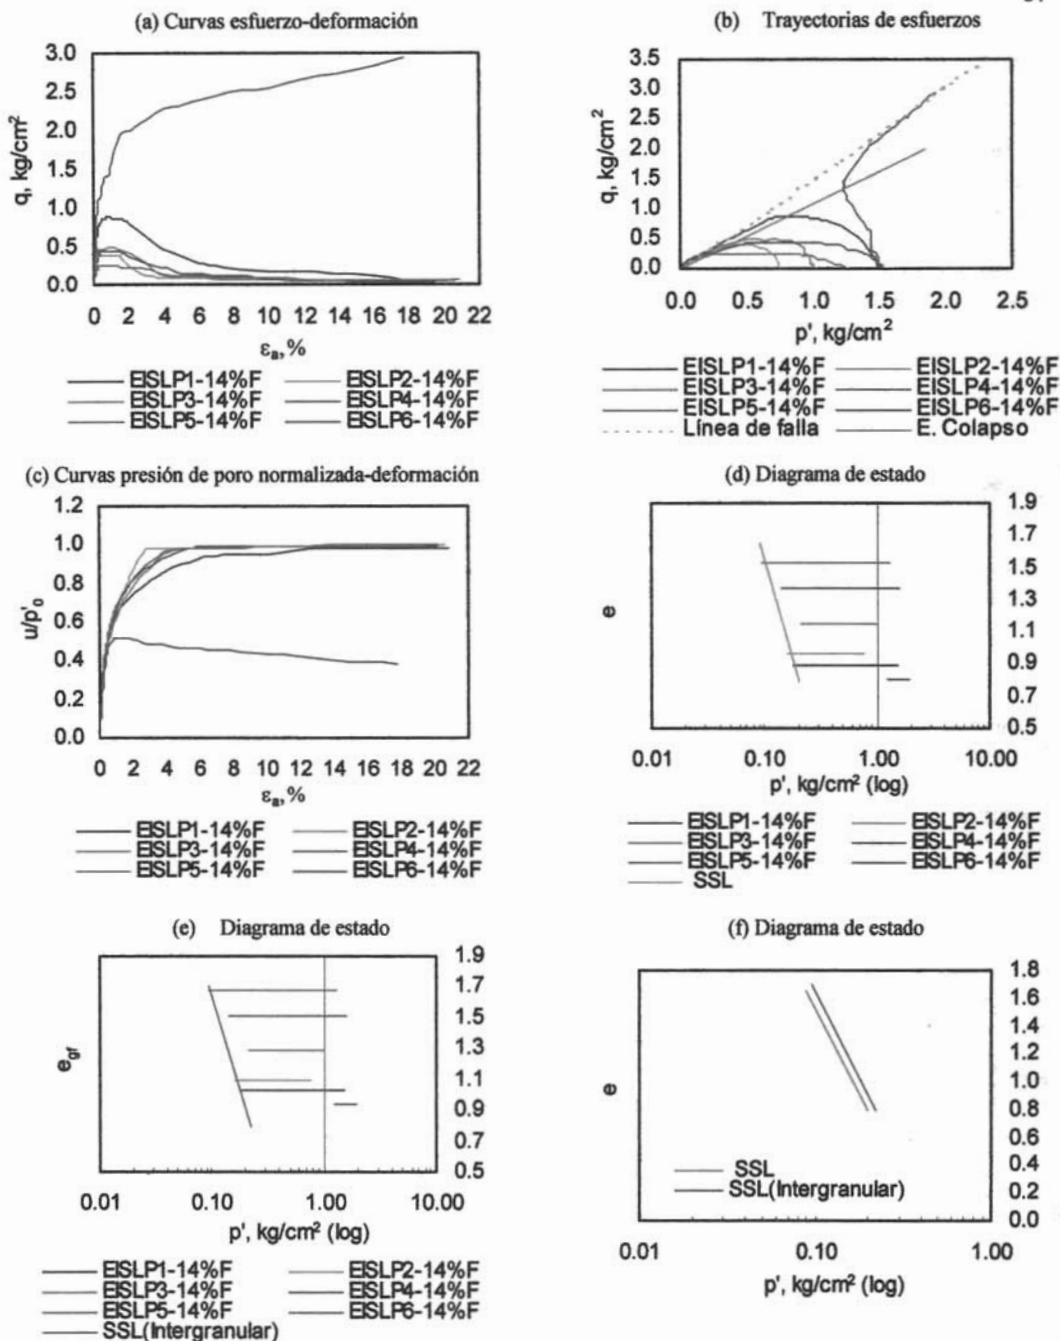 (a) Curvas esfuerzo-deformación
3.0
2.5
2.0
1.5
1.0
0.5
0.0
q, kg/cm²
0 2 4 6 8 10 12 14 16 18 20 22
εa,%
EISLP1-14%F EISLP2-14%F
EISLP3-14%F EISLP4-14%F
EISLP5-14%F EISLP6-14%F
(b) Trayectorias de esfuerzos
3.5
3.0
2.5
2.0
1.5
1.0
0.5
0.0
q, kg/cm²
0.0 0.5 1.0 1.5 2.0 2.5
p', kg/cm²
EISLP1-14%F EISLP2-14%F
EISLP3-14%F EISLP4-14%F
EISLP5-14%F EISLP6-14%F
Línea de falla E. Colapso
(c) Curvas presión de poro normalizada-deformación
1.2
1.0
0.8
0.6
0.4
0.2
0.0
u/p'0
0 2 4 6 8 10 12 14 16 18 20 22
εa,%
EISLP1-14%F EISLP2-14%F
EISLP3-14%F EISLP4-14%F
EISLP5-14%F EISLP6-14%F
(d) Diagrama de estado
1.9
1.7
1.5
1.3
1.1
0.9
0.7
0.5
e
0.01 0.10 1.00 10.00
p', kg/cm² (log)
EISLP1-14%F EISLP2-14%F
EISLP3-14%F EISLP4-14%F
EISLP5-14%F EISLP6-14%F
SSL
(e) Diagrama de estado
1.9
1.7
1.5
1.3
1.1
0.9
0.7
0.5
egf
0.01 0.10 1.00 10.00
p', kg/cm² (log)
EISLP1-14%F EISLP2-14%F
EISLP3-14%F EISLP4-14%F
EISLP5-14%F EISLP6-14%F
SSL(Intergranular)
(f) Diagrama de estado
1.8
1.6
1.4
1.2
1.0
0.8
0.6
0.4
0.2
0.0
e
SSL
SSL(Intergranular)
0.01 0.10 1.00
p', kg/cm² (log)